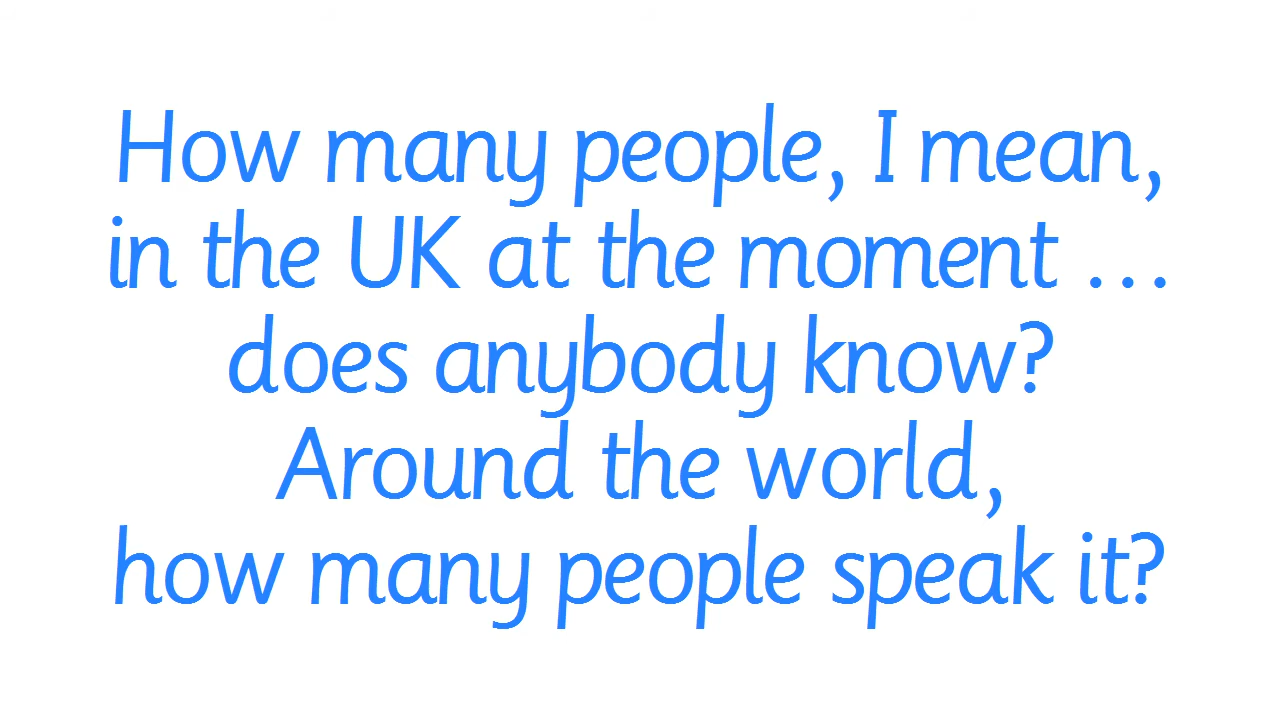 How many people, I mean,
in the UK at the moment …
does anybody know?
Around the world,
how many people speak it?